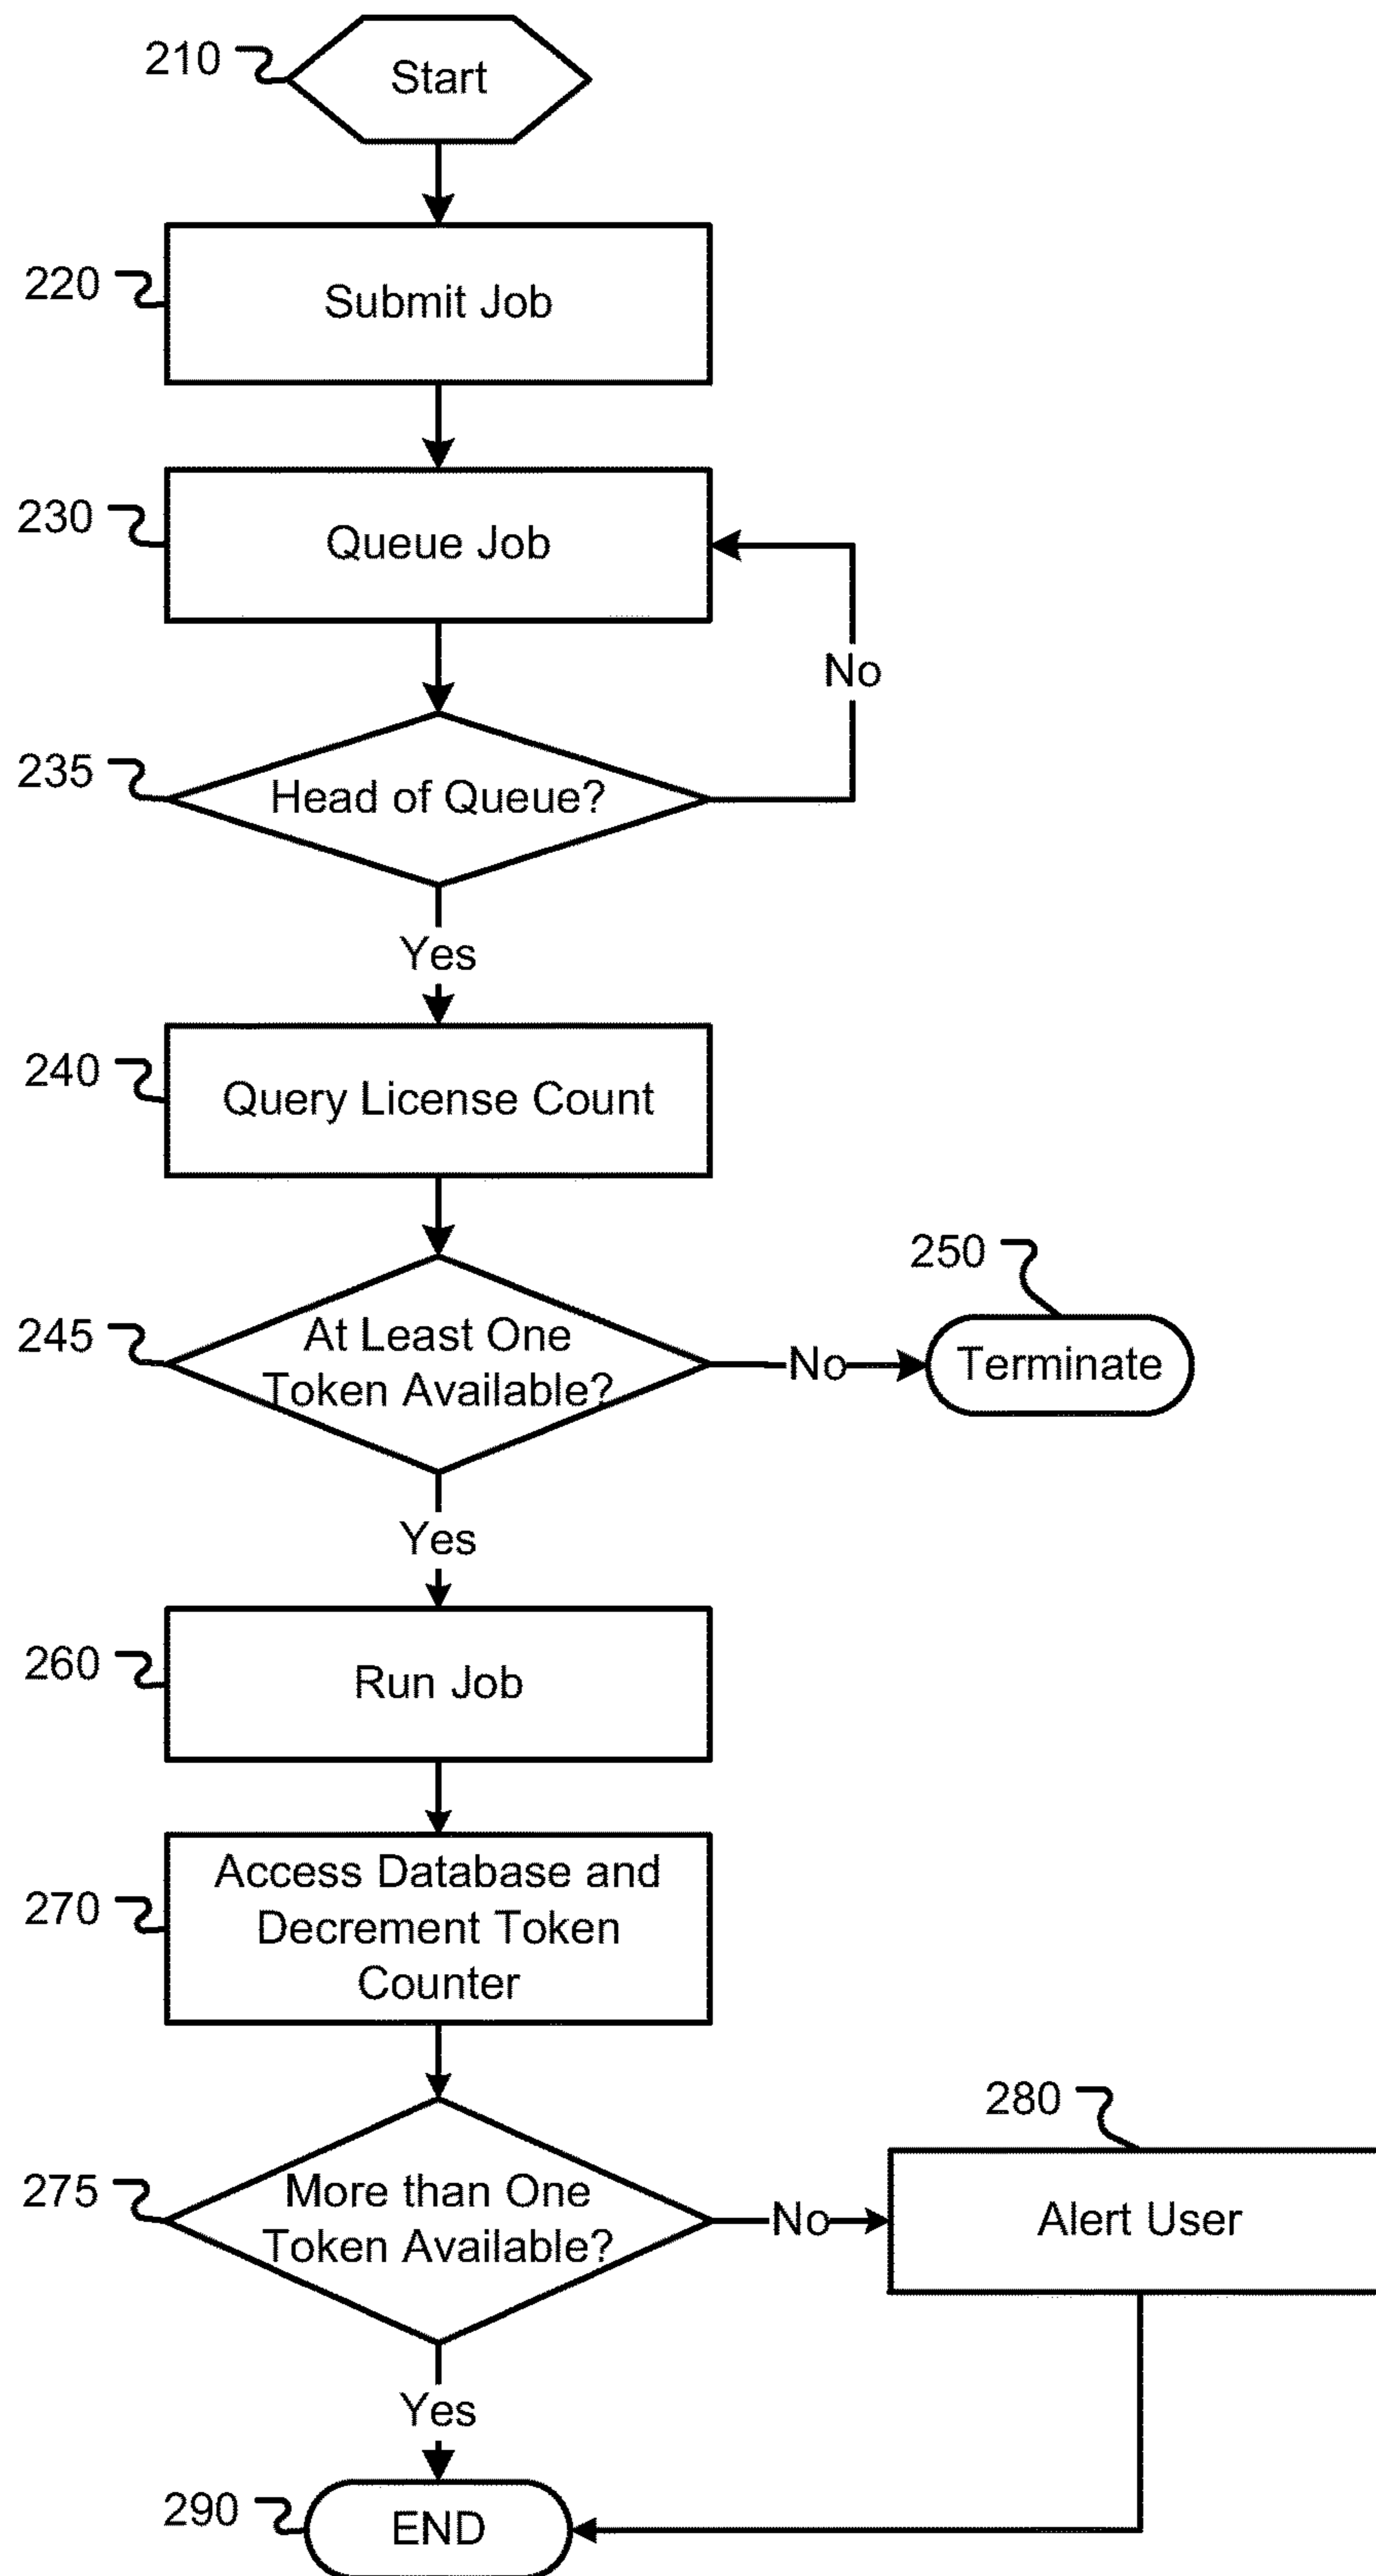 210
Start
220
Submit Job
230
Queue Job
No
235
Head of Queue?
Yes
240
Query License Count
250
245
At Least One
Token Available?
No
Terminate
Yes
260
Run Job
270
Access Database and
Decrement Token
Counter
280
275
More than One
Token Available?
No
Alert User
Yes
290
END